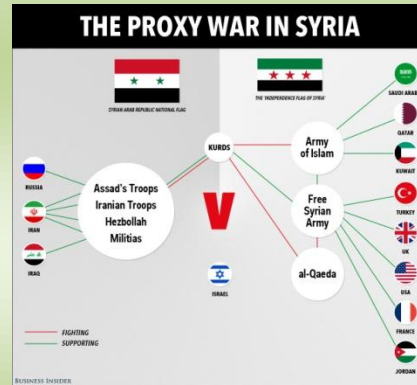 THE PROXY WAR IN SYRIA
SYRIAN ARAB REPUBLIC NATIONAL FLAG
THE 'INDEPENDENCE FLAG OF SYRIA'
SAUDI ARAB
QATAR
KUWAIT
TURKEY
UK
USA
FRANCE
JORDAN
KURDS
Army
of Islam
Free
Syrian
Army
al-Qaeda
RUSSIA
IRAN
IRAQ
Assad's Troops
Iranian Troops
Hezbollah
Militias
V
ISRAEL
FIGHTING
SUPPORTING
BUSINESS INSIDER